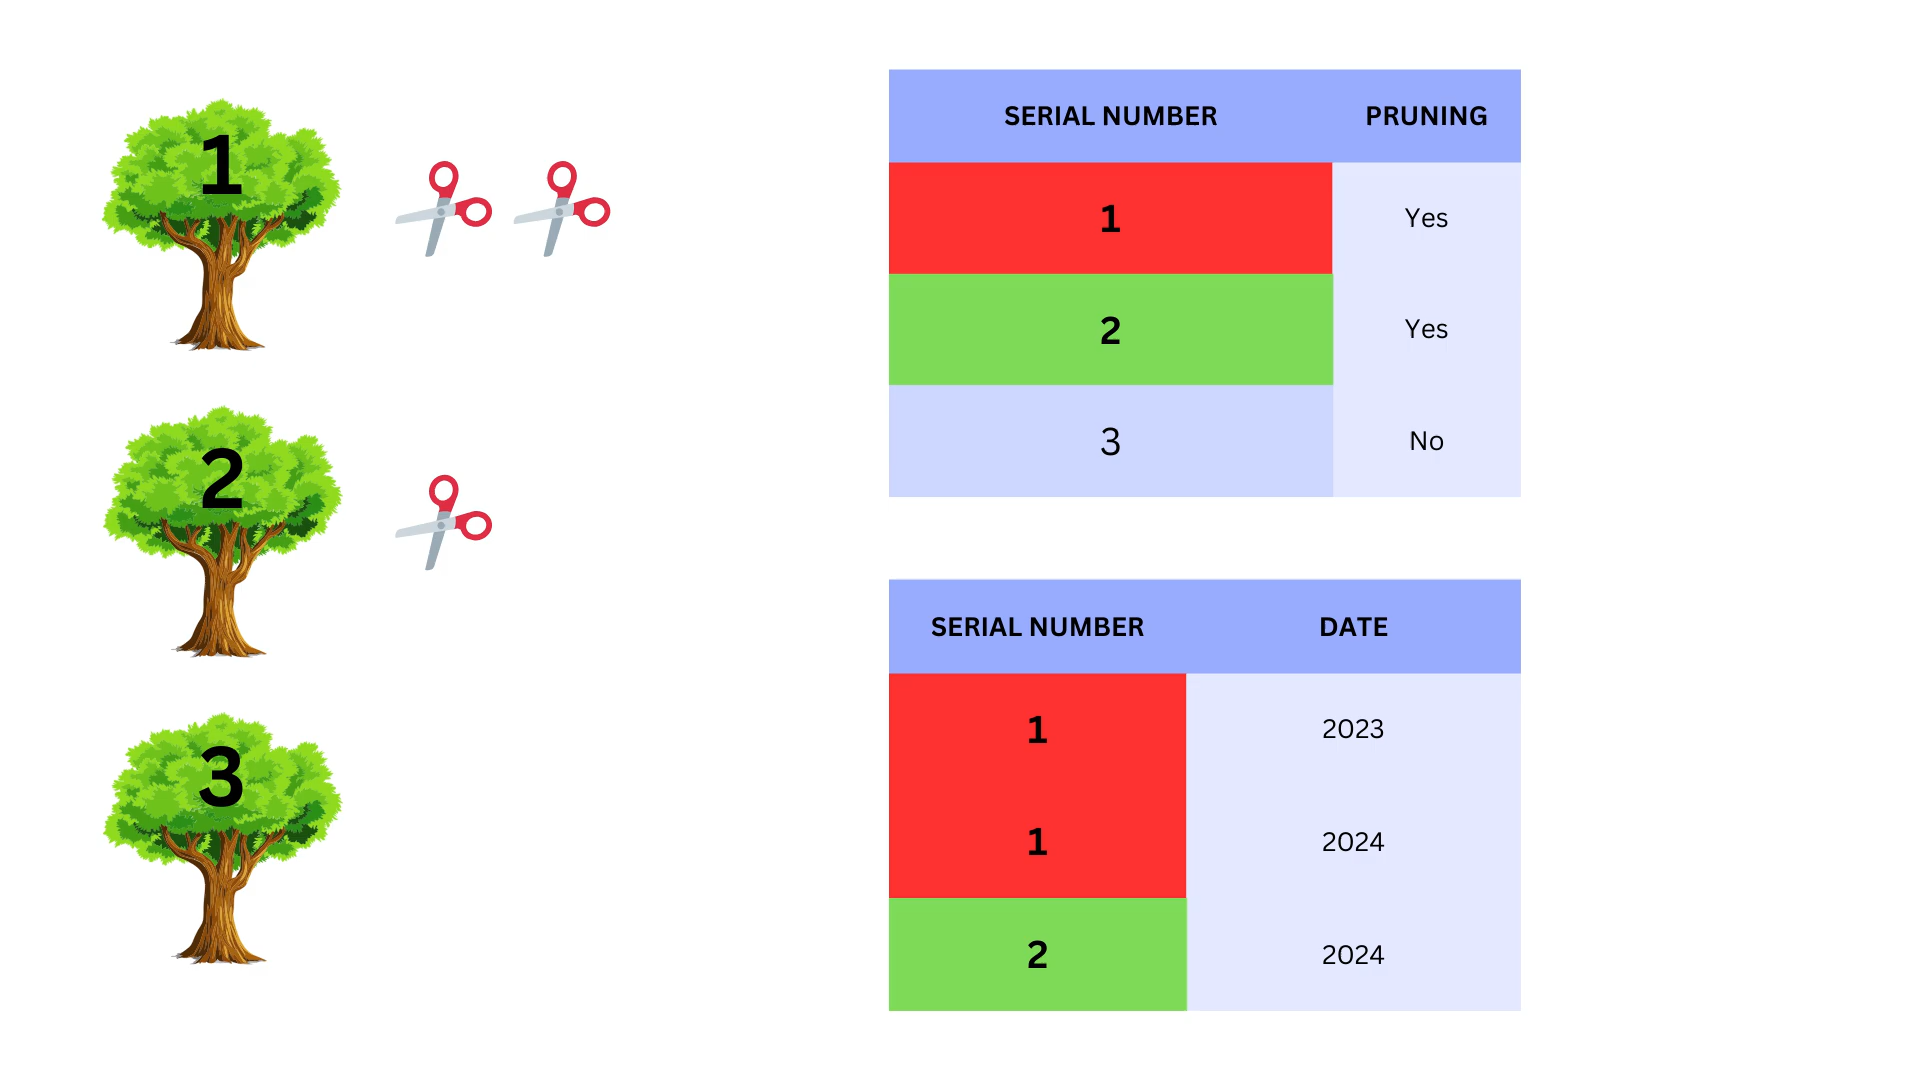 1
2
3
SERIAL NUMBER PRUNING
1 Yes
2 Yes
3 No
SERIAL NUMBER DATE
1 2023
1 2024
2 2024